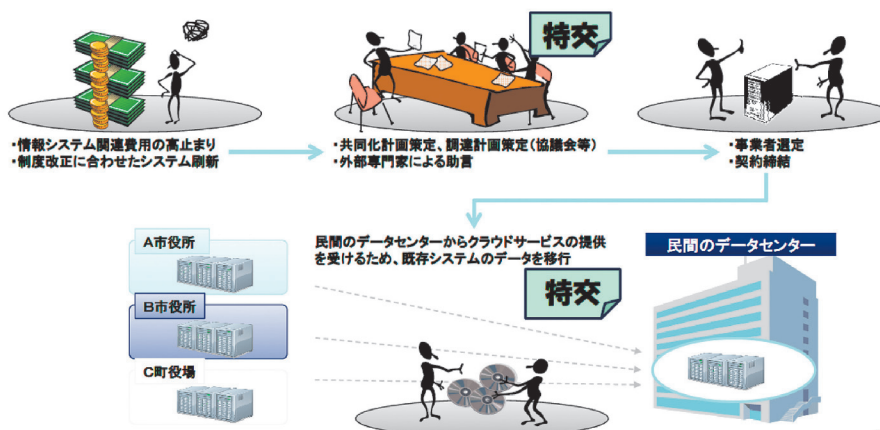 特交
・情報システム関連費用の高止まり
・制度改正に合わせたシステム刷新
・共同化計画策定、調達計画策定(協議会等)
・外部専門家による助言
・事業者選定
・契約締結
A市役所
B市役所
C町役場
民間のデータセンターからクラウドサービスの提供
を受けるため、既存システムのデータを移行
特交
民間のデータセンター